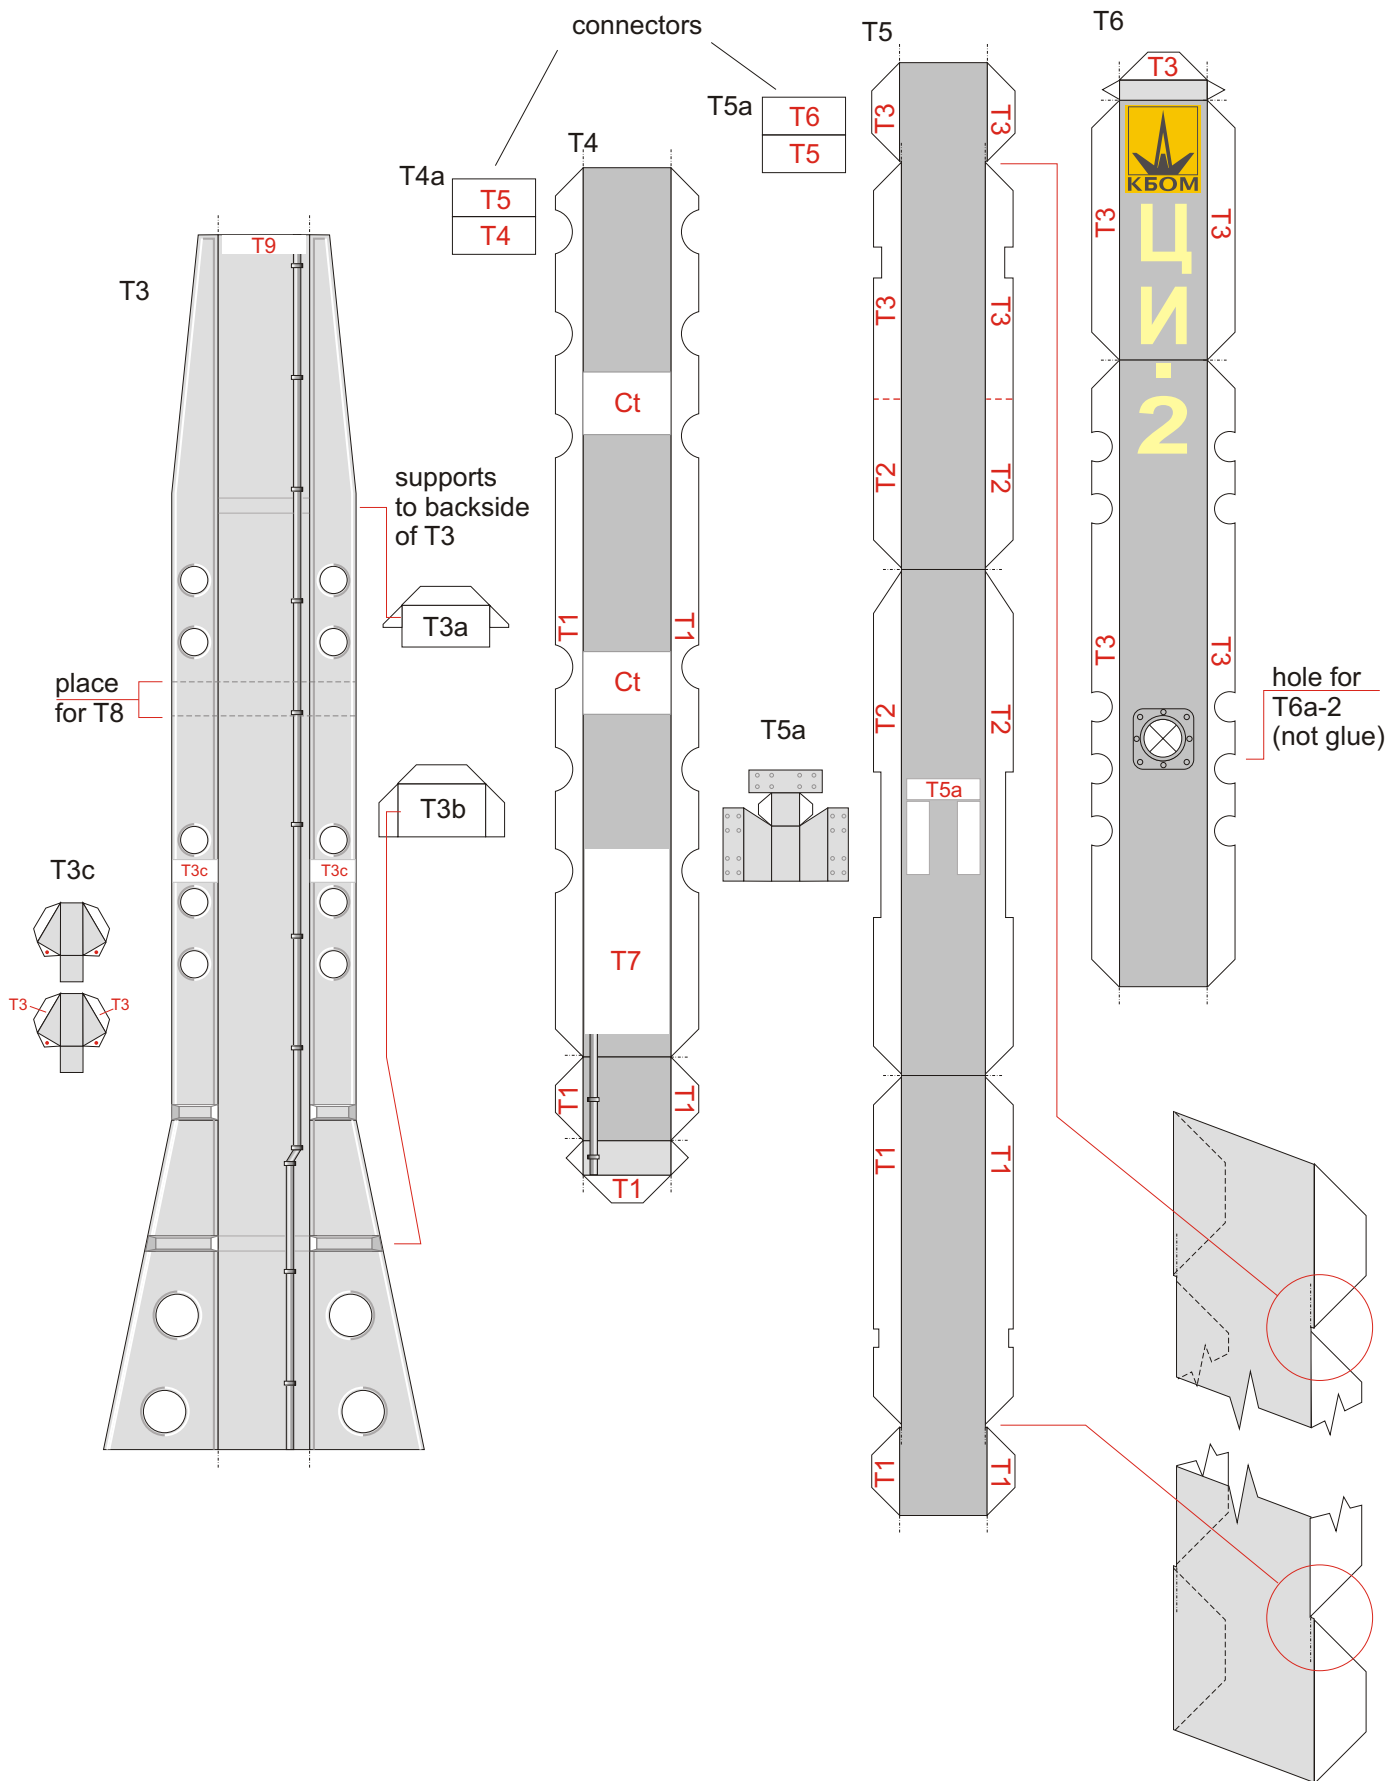 connectors
T5
T6
T3
T5a
T6
T5
T3
T3
КБОМ
T4
T4a
T5
T4
T3
T3
Ц
И
·
2
T9
T3
T3
T3
Ct
supports
to backside
of T3
T2
T2
T3a
T1
T1
T3
T3
place
for T8
Ct
hole for
T6a-2
(not glue)
T2
T2
T5a
T5a
T3b
T3c
T3c
T3c
T7
T3
T3
T1
T1
T1
T1
T1
T1
T1